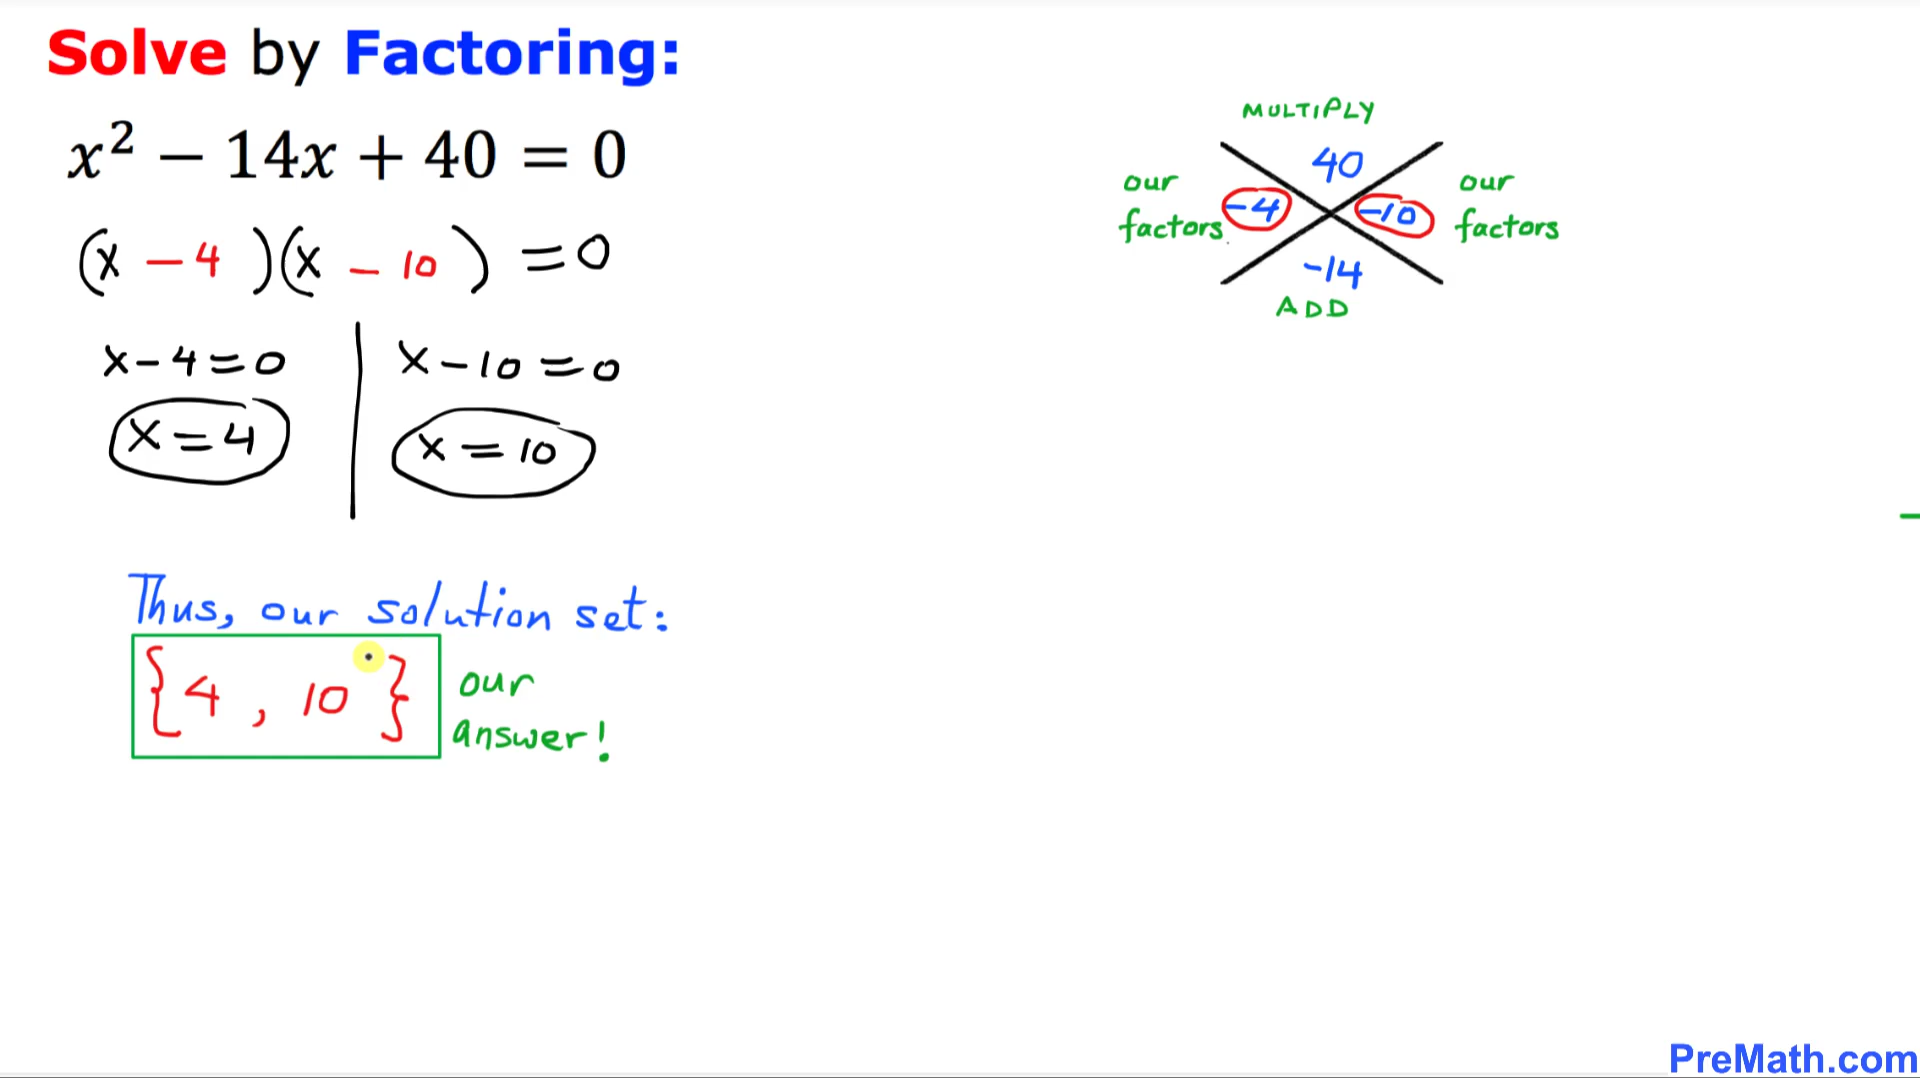 Solve by Factoring:
x² − 14x + 40 = 0
(x − 4 )(x − 10 ) = 0
x − 4 = 0
x = 4
x − 10 = 0
x = 10
Thus, our solution set:
{4 , 10 }
our
answer!
MULTIPLY
40
our
factors
-4
-10
our
factors
-14
ADD
PreMath.com